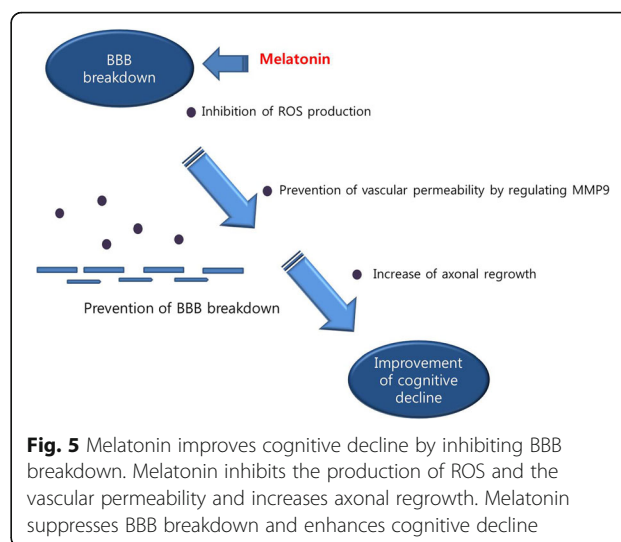 BBB
breakdown
Melatonin
Inhibition of ROS production
Prevention of vascular permeability by regulating MMP9
Increase of axonal regrowth
Prevention of BBB breakdown
Improvement
of cognitive
decline
Fig. 5 Melatonin improves cognitive decline by inhibiting BBB
breakdown. Melatonin inhibits the production of ROS and the
vascular permeability and increases axonal regrowth. Melatonin
suppresses BBB breakdown and enhances cognitive decline